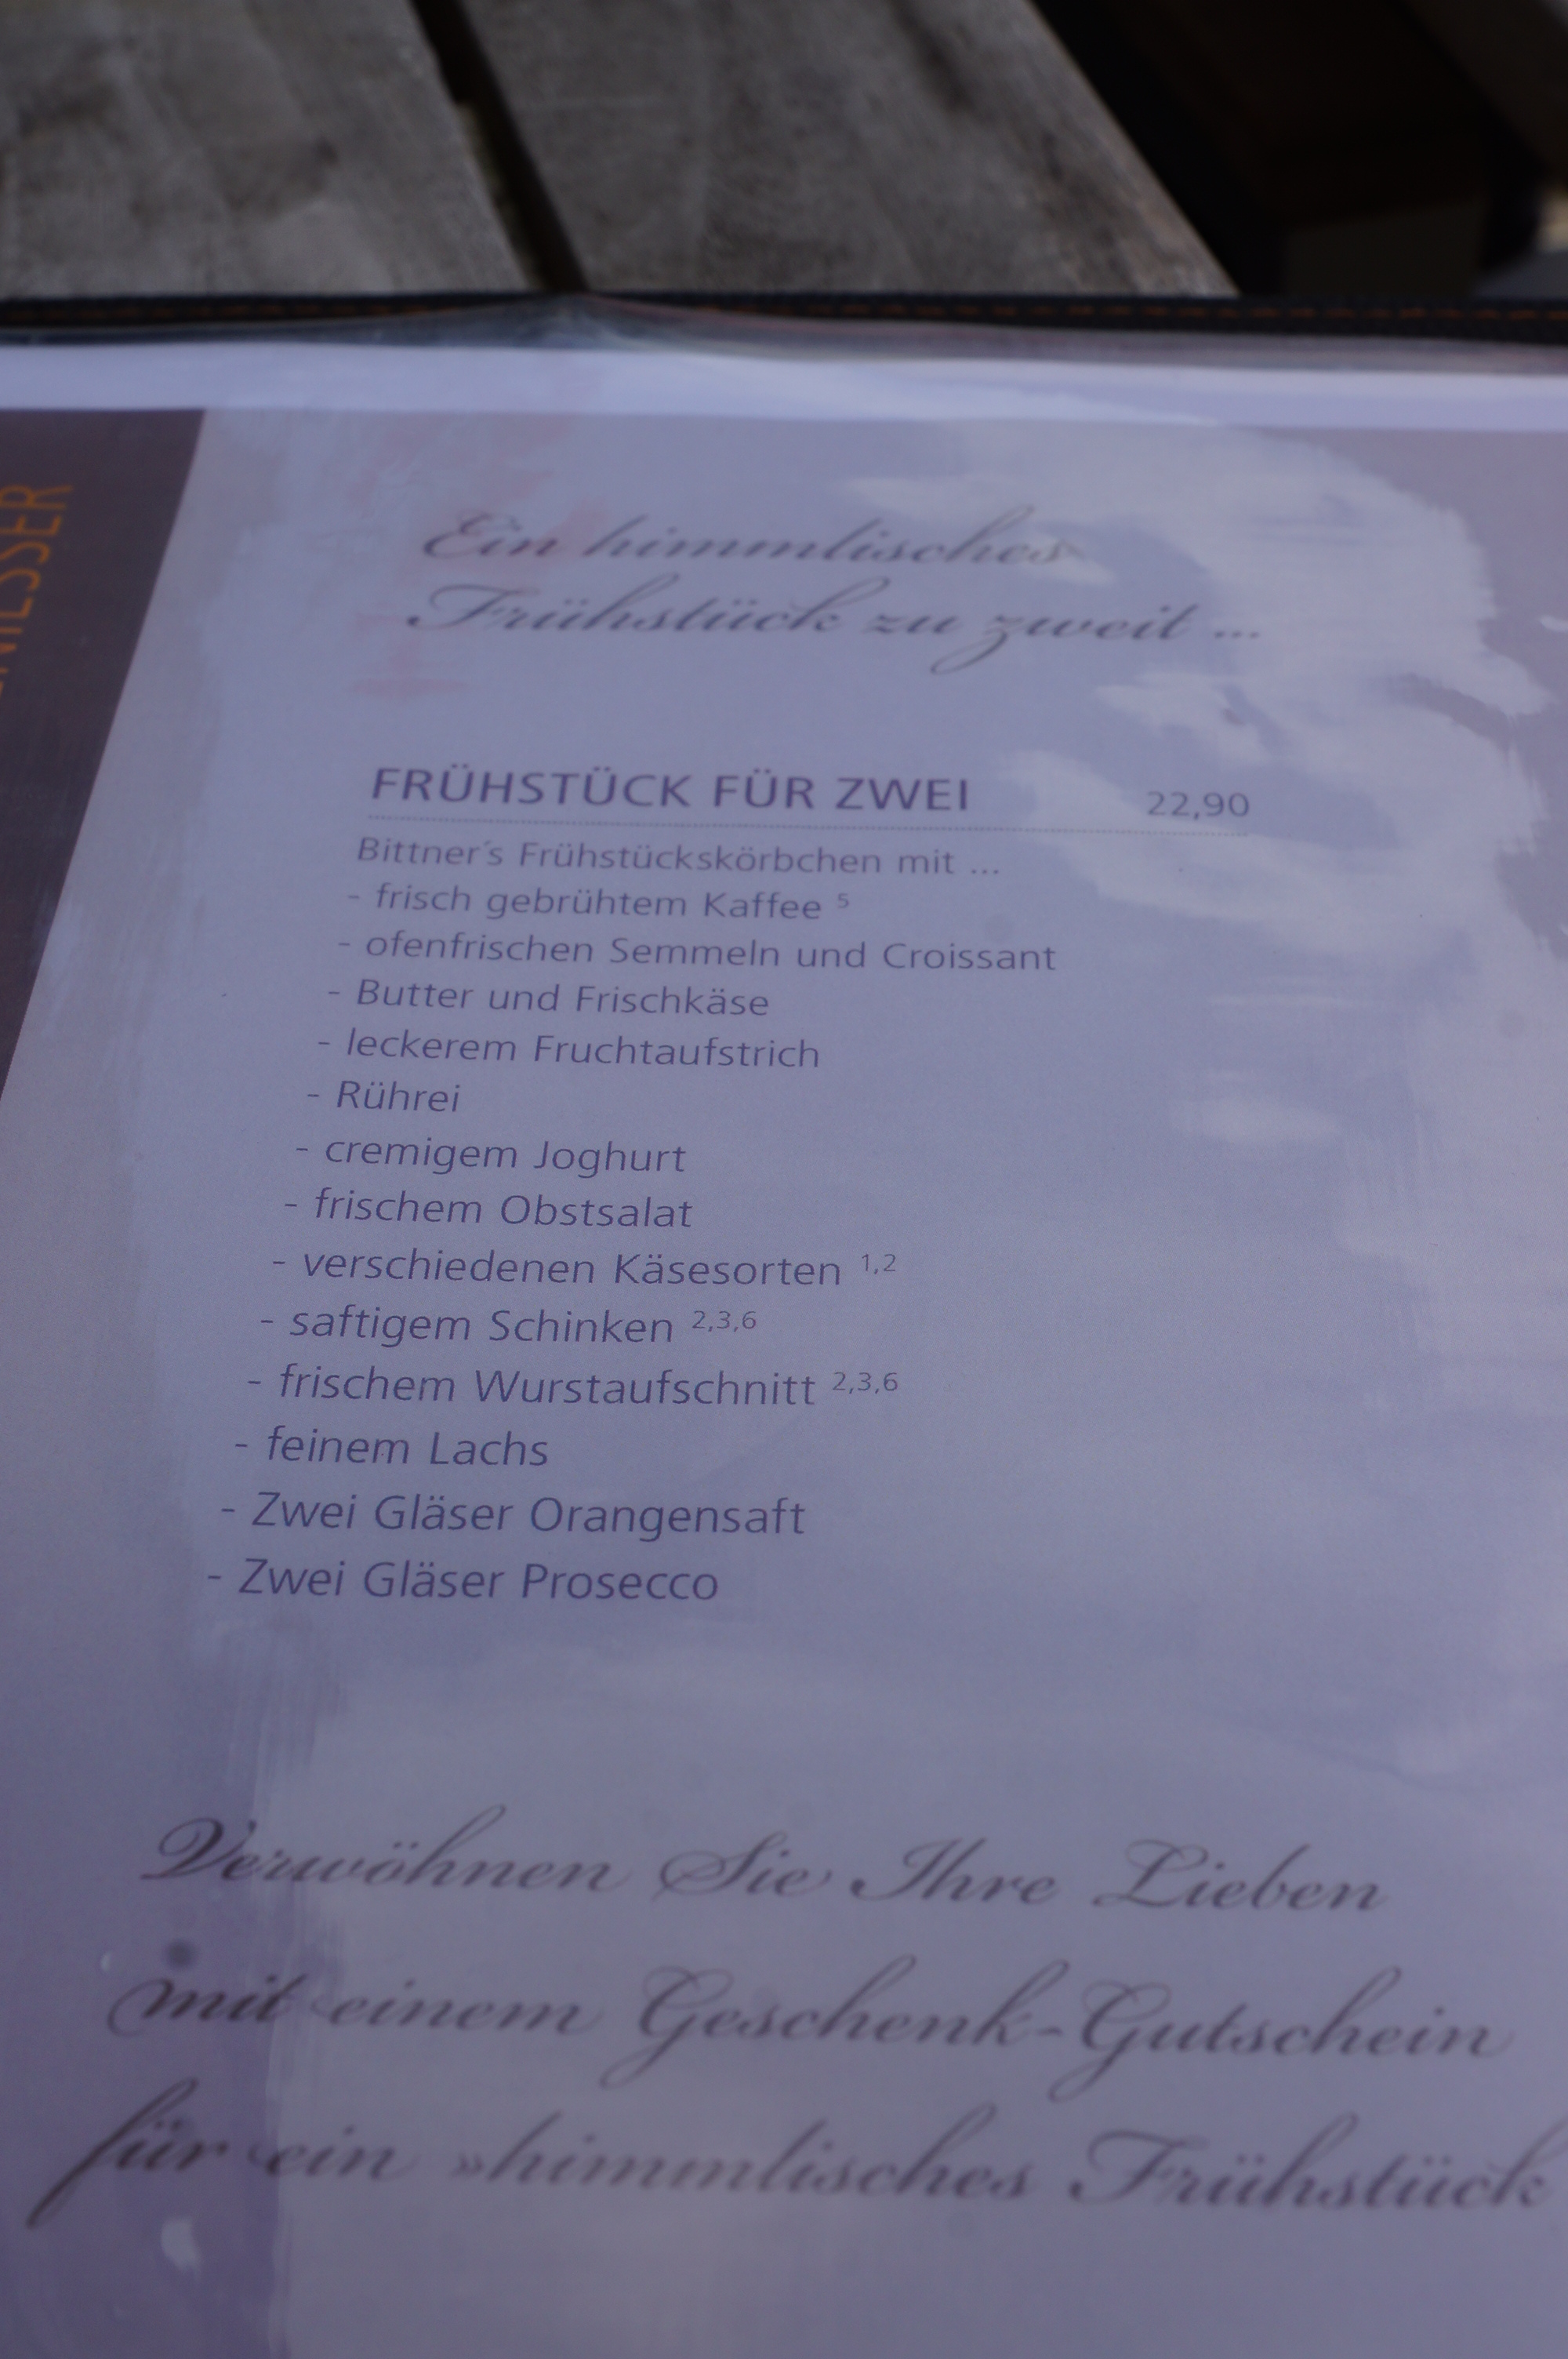 Ein himmlisches
Frühstück zu zweit ...
FRÜHSTÜCK FÜR ZWEI 22,90
Bittner´s Frühstückskörbchen mit ...
- frisch gebrühtem Kaffee 5
- ofenfrischen Semmeln und Croissant
- Butter und Frischkäse
- leckerem Fruchtaufstrich
- Rührei
- cremigem Joghurt
- frischem Obstsalat
- verschiedenen Käsesorten 1,2
- saftigem Schinken 2,3,6
- frischem Wurstaufschnitt 2,3,6
- feinem Lachs
- Zwei Gläser Orangensaft
- Zwei Gläser Prosecco
Verwöhnen Sie Ihre Lieben
mit einem Geschenk-Gutschein
für ein »himmlisches Frühstück